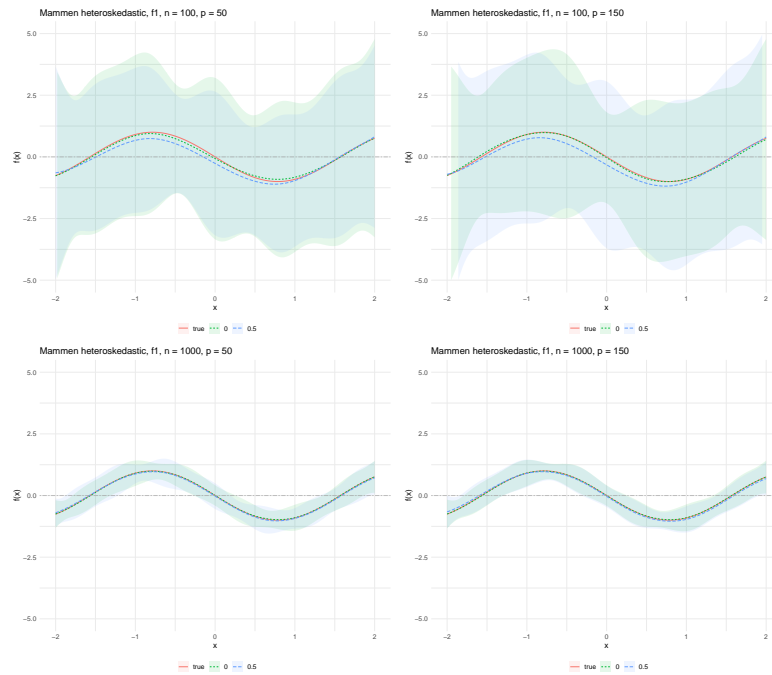 Mammen heteroskedastic, f1, n = 100, p = 50
5.0
2.5
0.0
−2.5
−5.0
f(x)
−2
−1
0
1
2
x
true 0 0.5
Mammen heteroskedastic, f1, n = 100, p = 150
5.0
2.5
0.0
−2.5
−5.0
f(x)
−2
−1
0
1
2
x
true 0 0.5
Mammen heteroskedastic, f1, n = 1000, p = 50
5.0
2.5
0.0
−2.5
−5.0
f(x)
−2
−1
0
1
2
x
true 0 0.5
Mammen heteroskedastic, f1, n = 1000, p = 150
5.0
2.5
0.0
−2.5
−5.0
f(x)
−2
−1
0
1
2
x
true 0 0.5